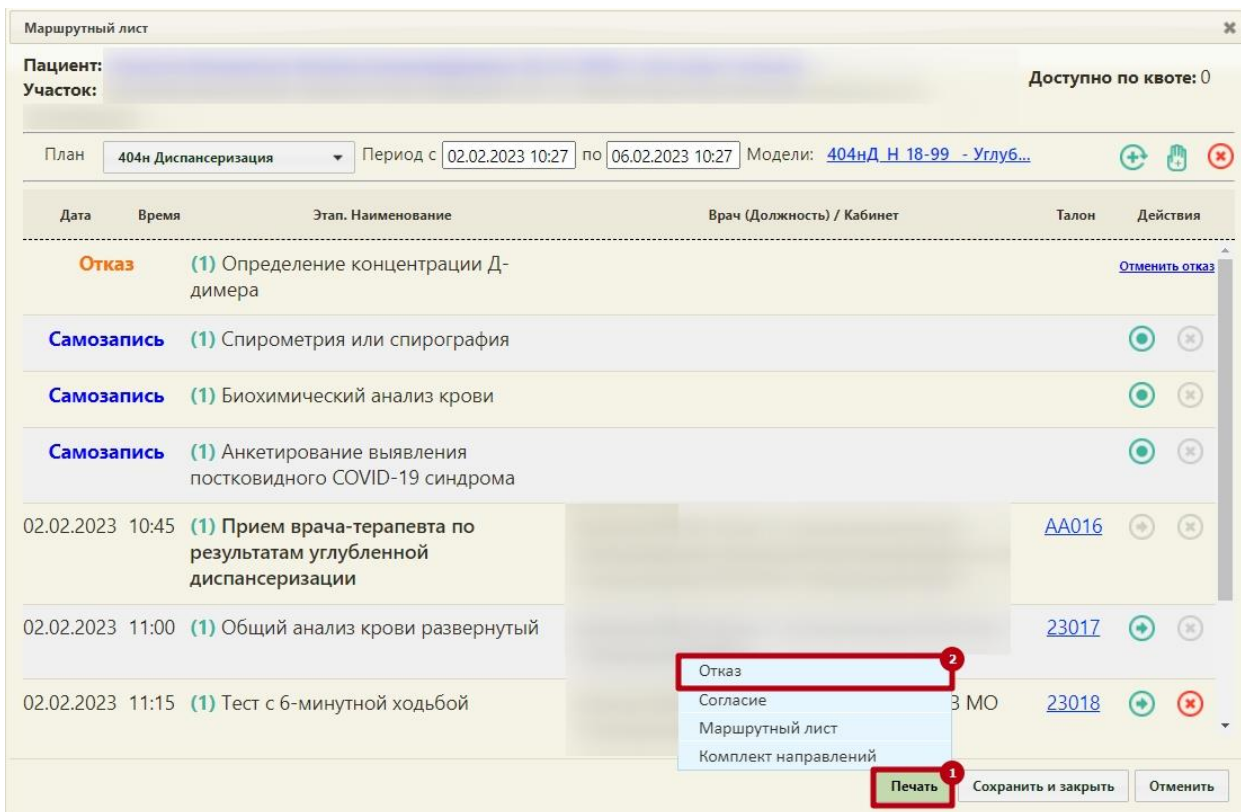 Маршрутный лист
Пациент:
Участок:
Доступно по квоте: 0
План 404н Диспансеризация Период с 02.02.2023 10:27 по 06.02.2023 10:27 Модели: 404нД_Н_18-99_ - Углуб...
Дата Время Этап. Наименование Врач (Должность) / Кабинет Талон Действия
Отказ (1) Определение концентрации Д-
димера
Отменить отказ
Самозапись (1) Спирометрия или спирография
Самозапись (1) Биохимический анализ крови
Самозапись (1) Анкетирование выявления
постковидного COVID-19 синдрома
02.02.2023 10:45 (1) Прием врача-терапевта по AA016
результатам углубленной
диспансеризации
02.02.2023 11:00 (1) Общий анализ крови развернутый 23017
2
Отказ
02.02.2023 11:15 (1) Тест с 6-минутной ходьбой Согласие З МО 23018
Маршрутный лист
Комплект направлений
1
Печать Сохранить и закрыть Отменить